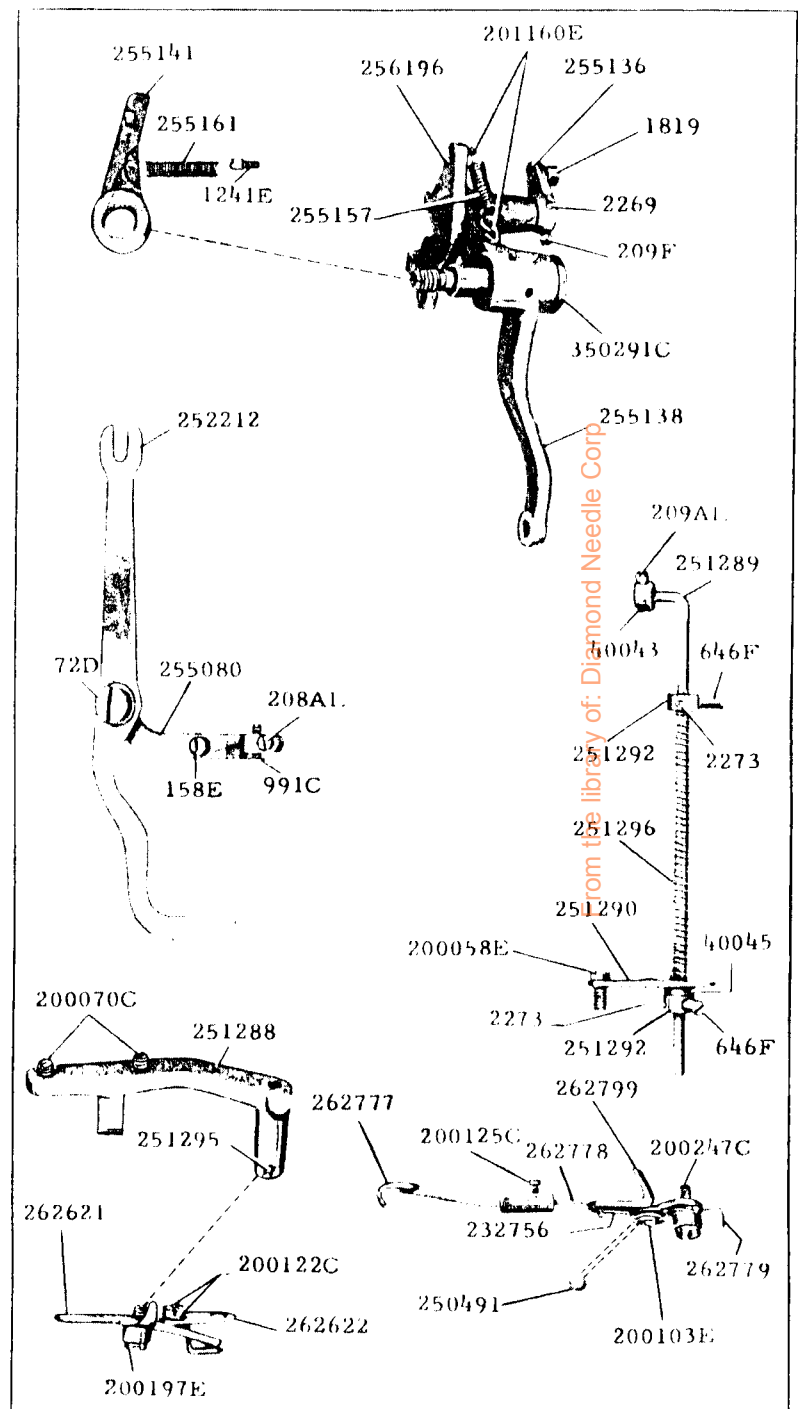 201160E
255141
256196
255136
255161
1819
1241E
255157
2269
209F
350291C
252212
255138
209AL
251289
40043
646F
72D
255080
208AL
251292
2273
158E
991C
251296
251290
200058E
40045
200070C
2273
251288
251292
646F
262799
262777
200125C
262778
200247C
251295
262621
232756
200122C
262779
250491
262622
200103E
200197E
From the library of: Diamond Needle Corp